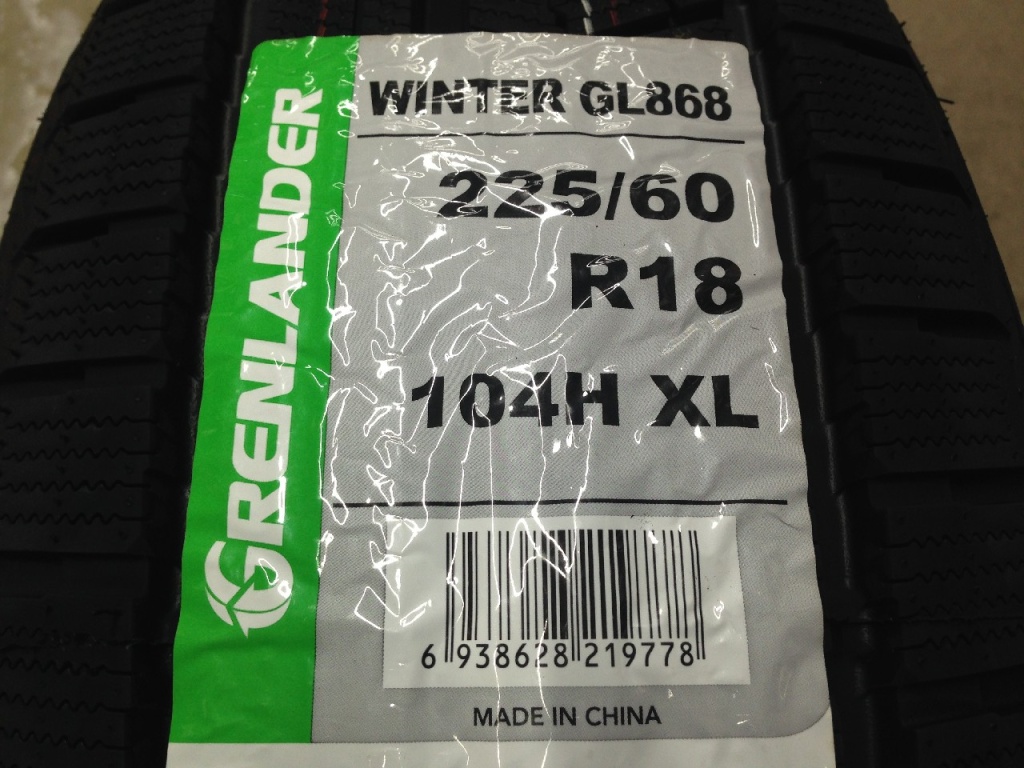 GRENLANDER
WINTER GL868
225/60
R18
104H XL
6 938628 219778
MADE IN CHINA